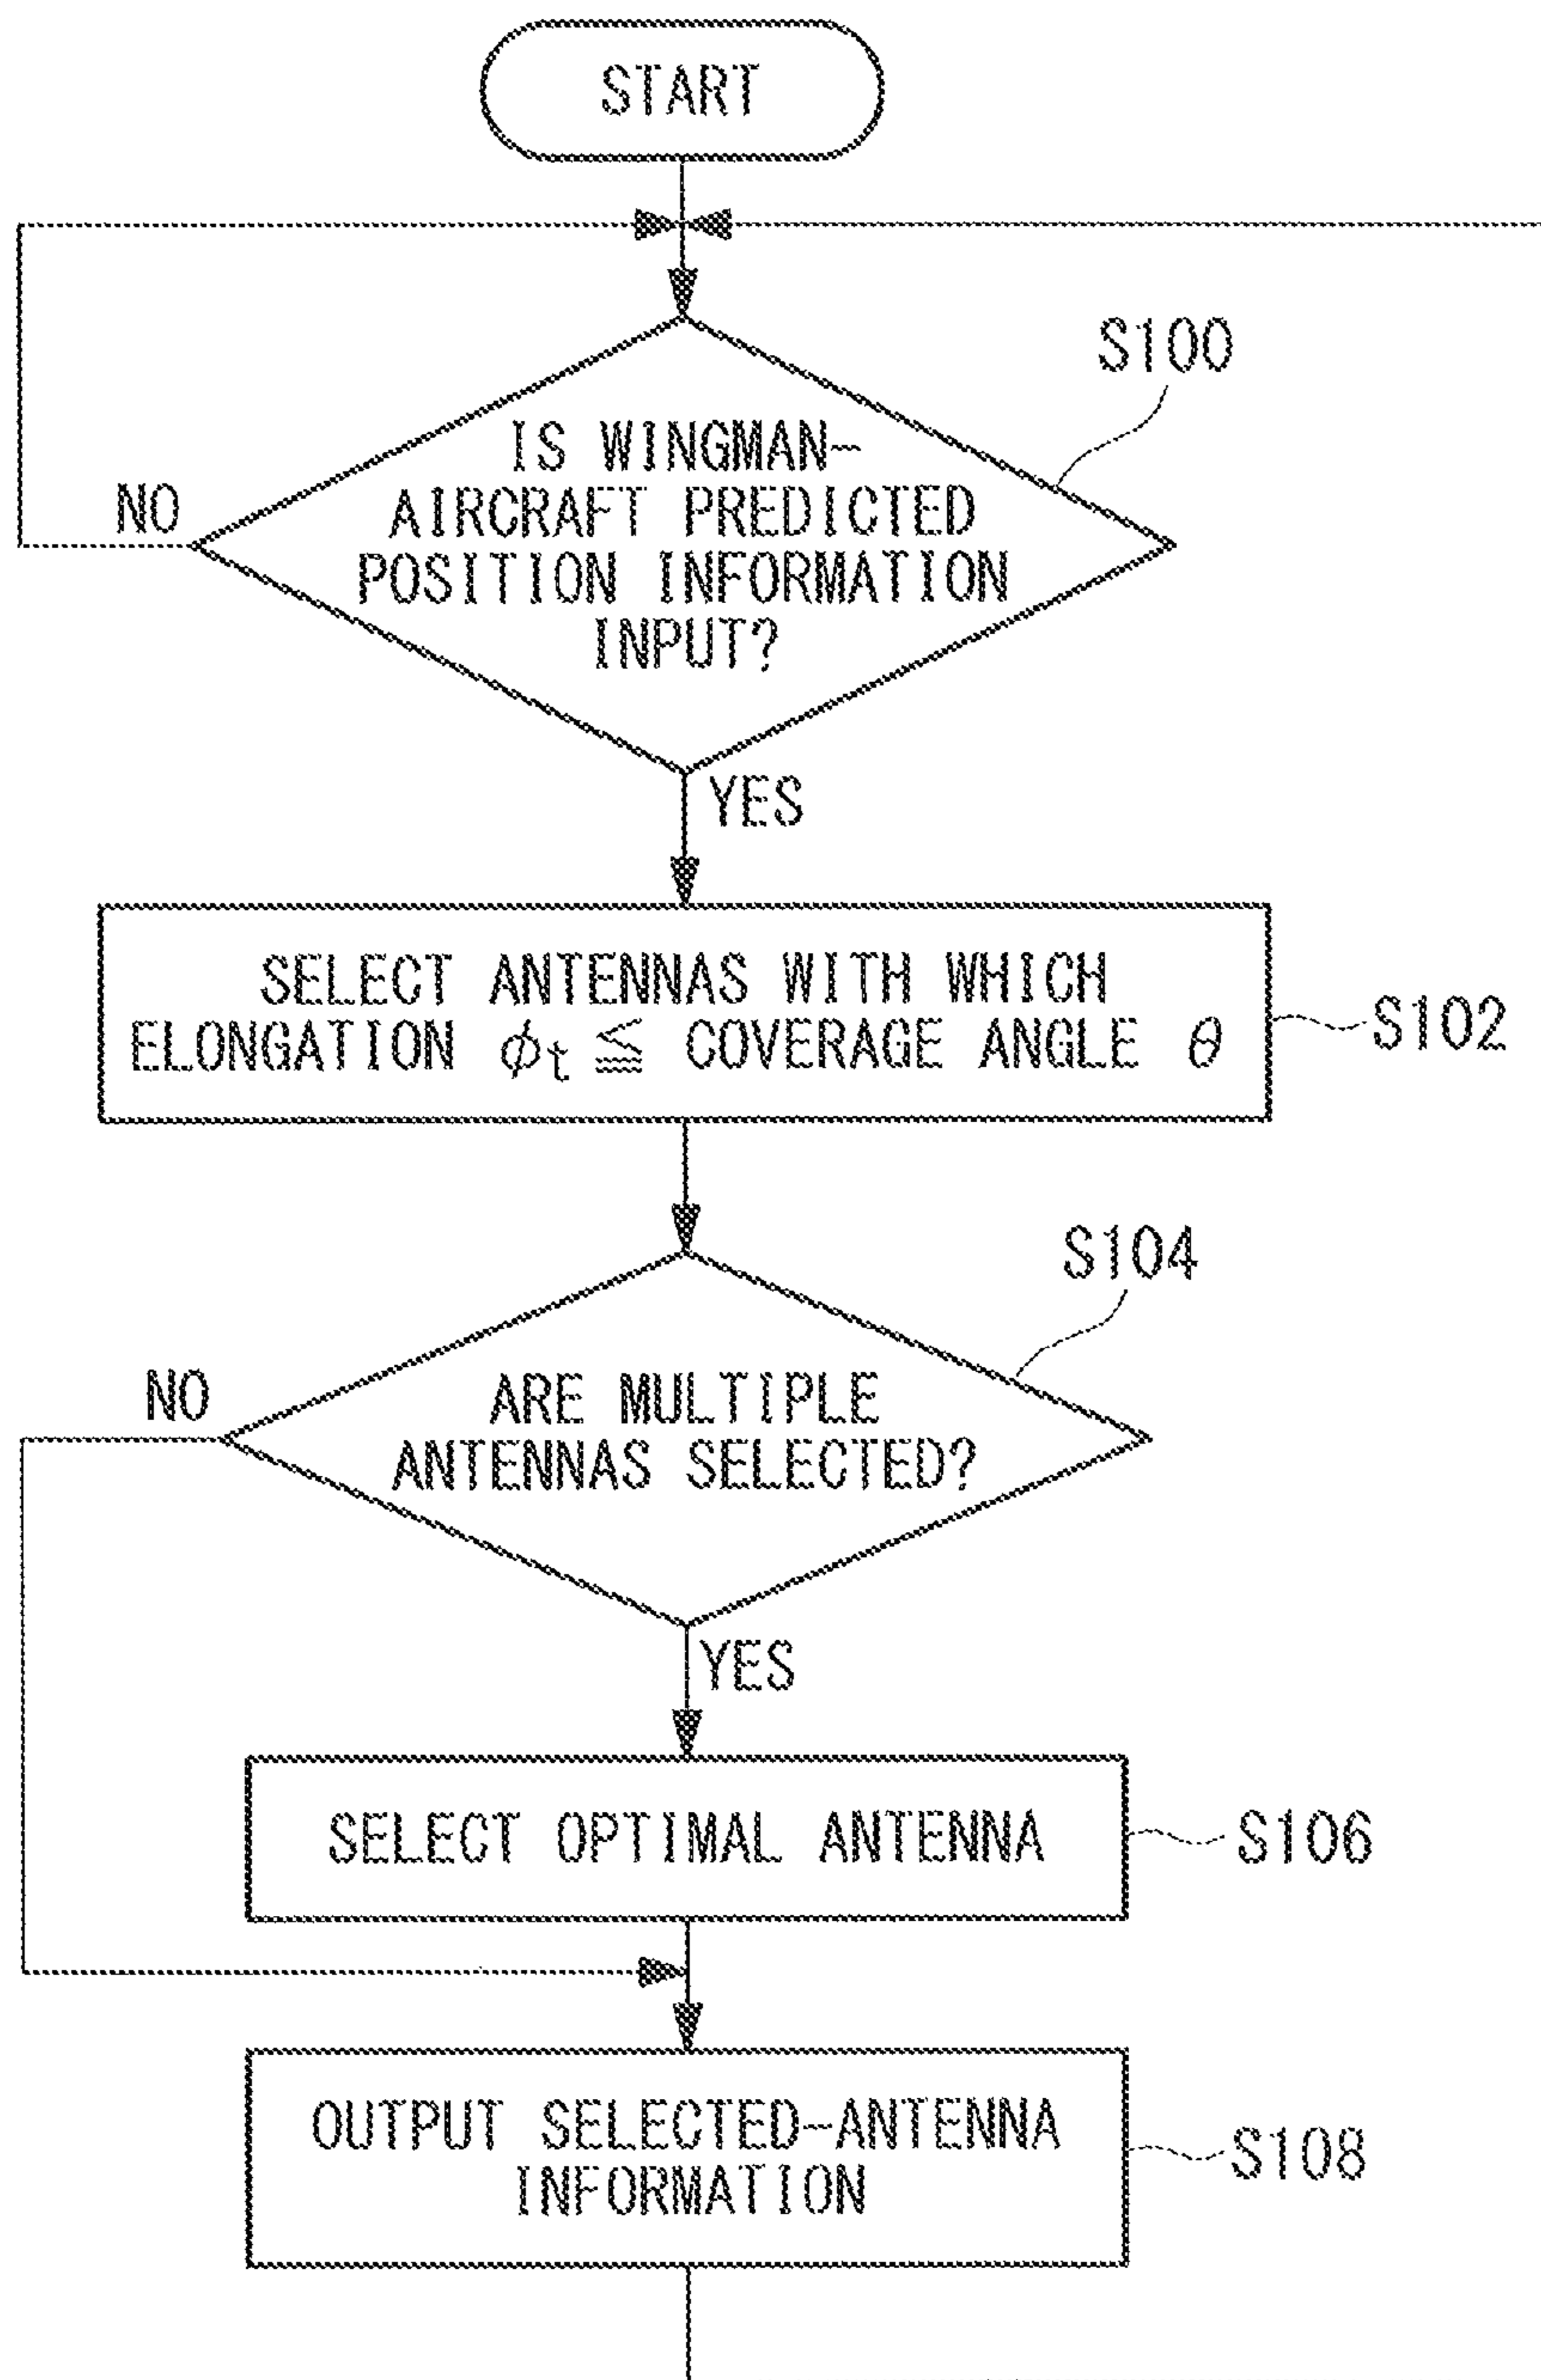 START
S100
IS WINGMAN-
AIRCRAFT PREDICTED
POSITION INFORMATION
INPUT?
NO
YES
SELECT ANTENNAS WITH WHICH
ELONGATION ϕt ≦ COVERAGE ANGLE θ
S102
S104
ARE MULTIPLE
ANTENNAS SELECTED?
NO
YES
SELECT OPTIMAL ANTENNA
S106
OUTPUT SELECTED-ANTENNA
INFORMATION
S108